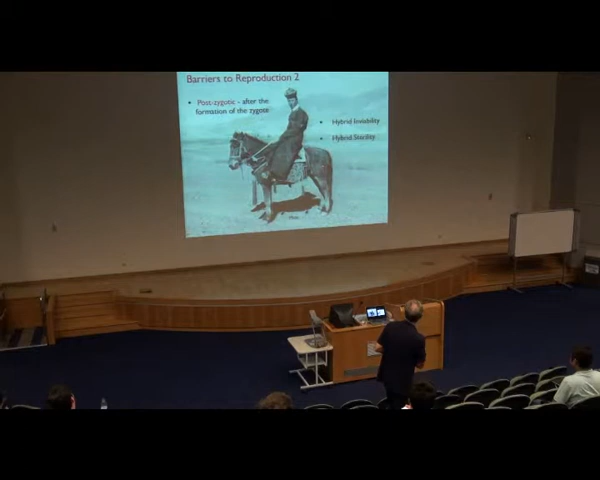 Barriers to Reproduction 2
• Post-zygotic - after the
formation of the zygote
• Hybrid Inviability
• Hybrid Sterility